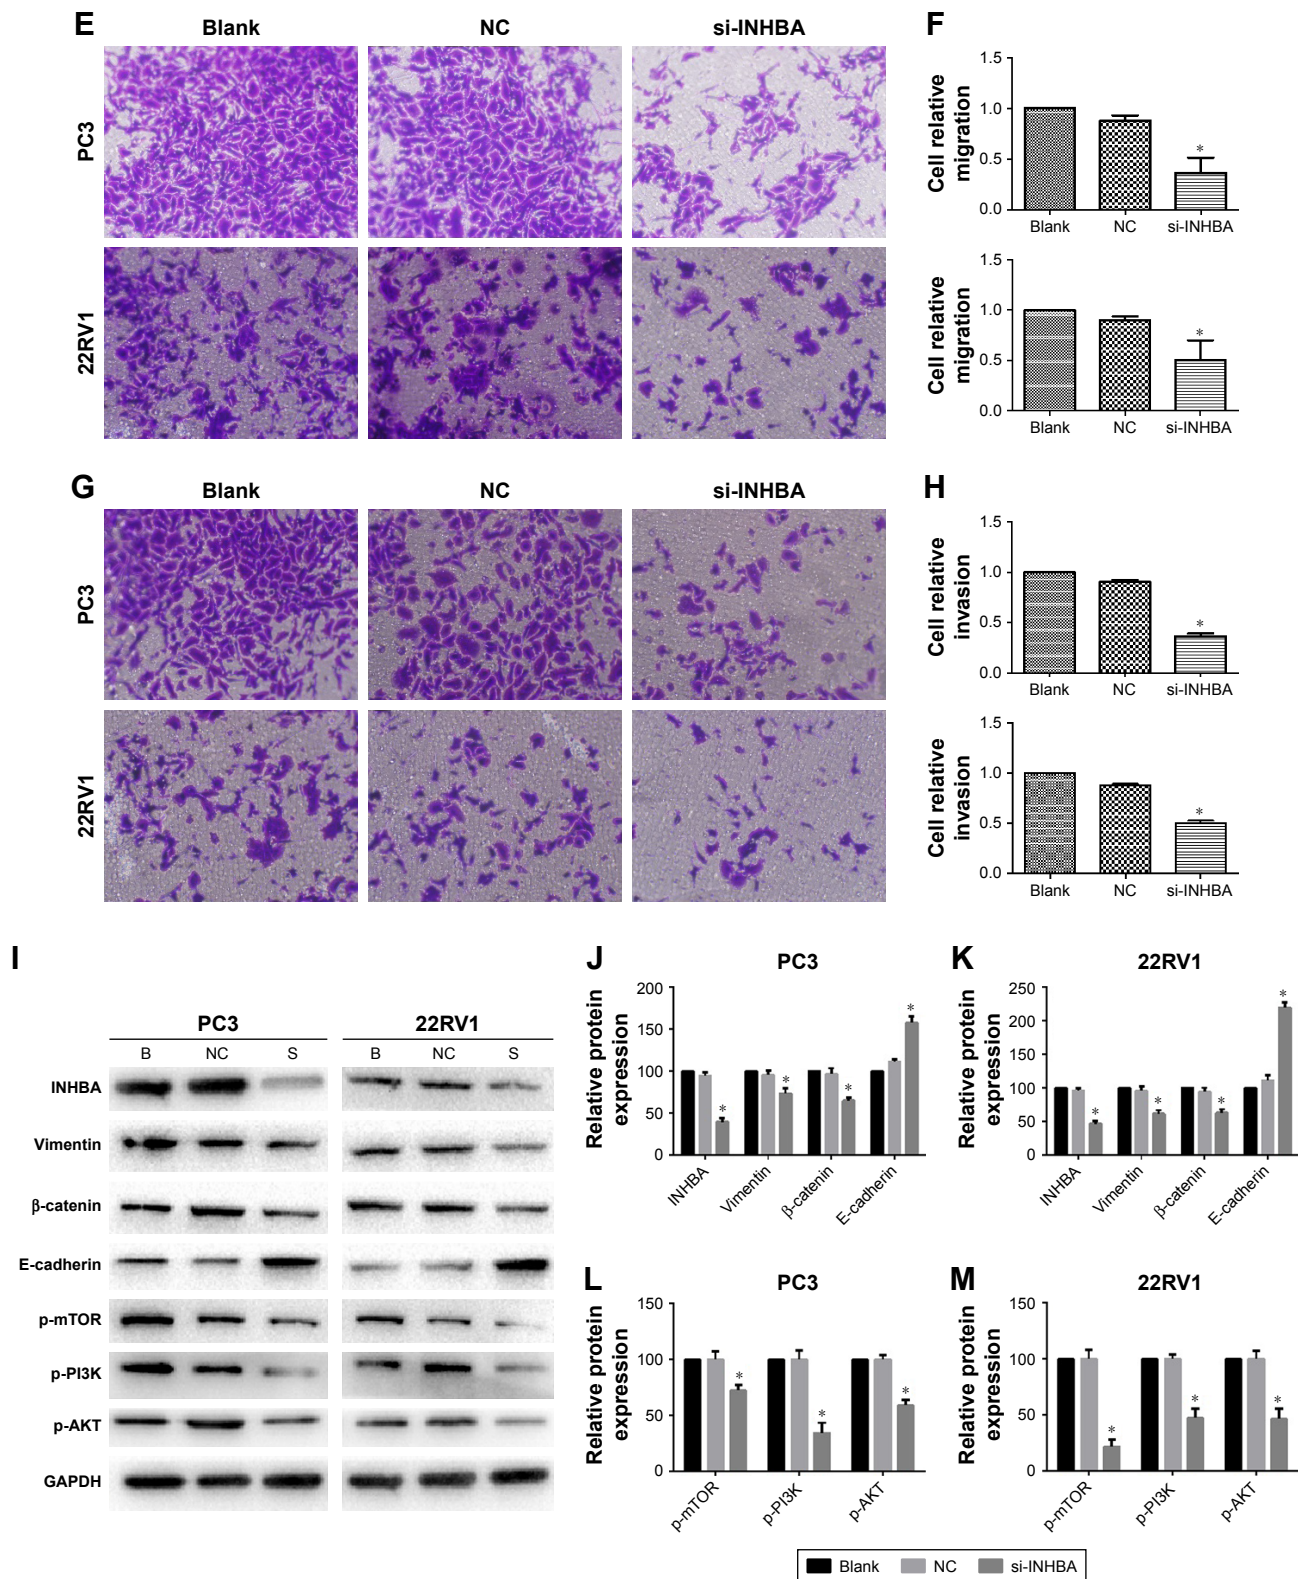 E
Blank NC si-INHBA
PC3
22RV1
F
Cell relative
migration
1.5
1.0
0.5
0.0
Blank NC si-INHBA
*
Cell relative
migration
1.5
1.0
0.5
0.0
Blank NC si-INHBA
*
G
Blank NC si-INHBA
PC3
22RV1
H
Cell relative
invasion
1.5
1.0
0.5
0.0
Blank NC si-INHBA
*
Cell relative
invasion
1.5
1.0
0.5
0.0
Blank NC si-INHBA
*
I
PC3 22RV1
B NC S B NC S
INHBA
Vimentin
β-catenin
E-cadherin
p-mTOR
p-PI3K
p-AKT
GAPDH
J
PC3
Relative protein
expression
200
150
100
50
0
* * * *
INHBA Vimentin β-catenin E-cadherin
K
22RV1
Relative protein
expression
250
200
150
100
50
0
* * * *
INHBA Vimentin β-catenin E-cadherin
L
PC3
Relative protein
expression
150
100
50
0
* * *
p-mTOR p-PI3K p-AKT
M
22RV1
Relative protein
expression
150
100
50
0
* * *
p-mTOR p-PI3K p-AKT
Blank NC si-INHBA